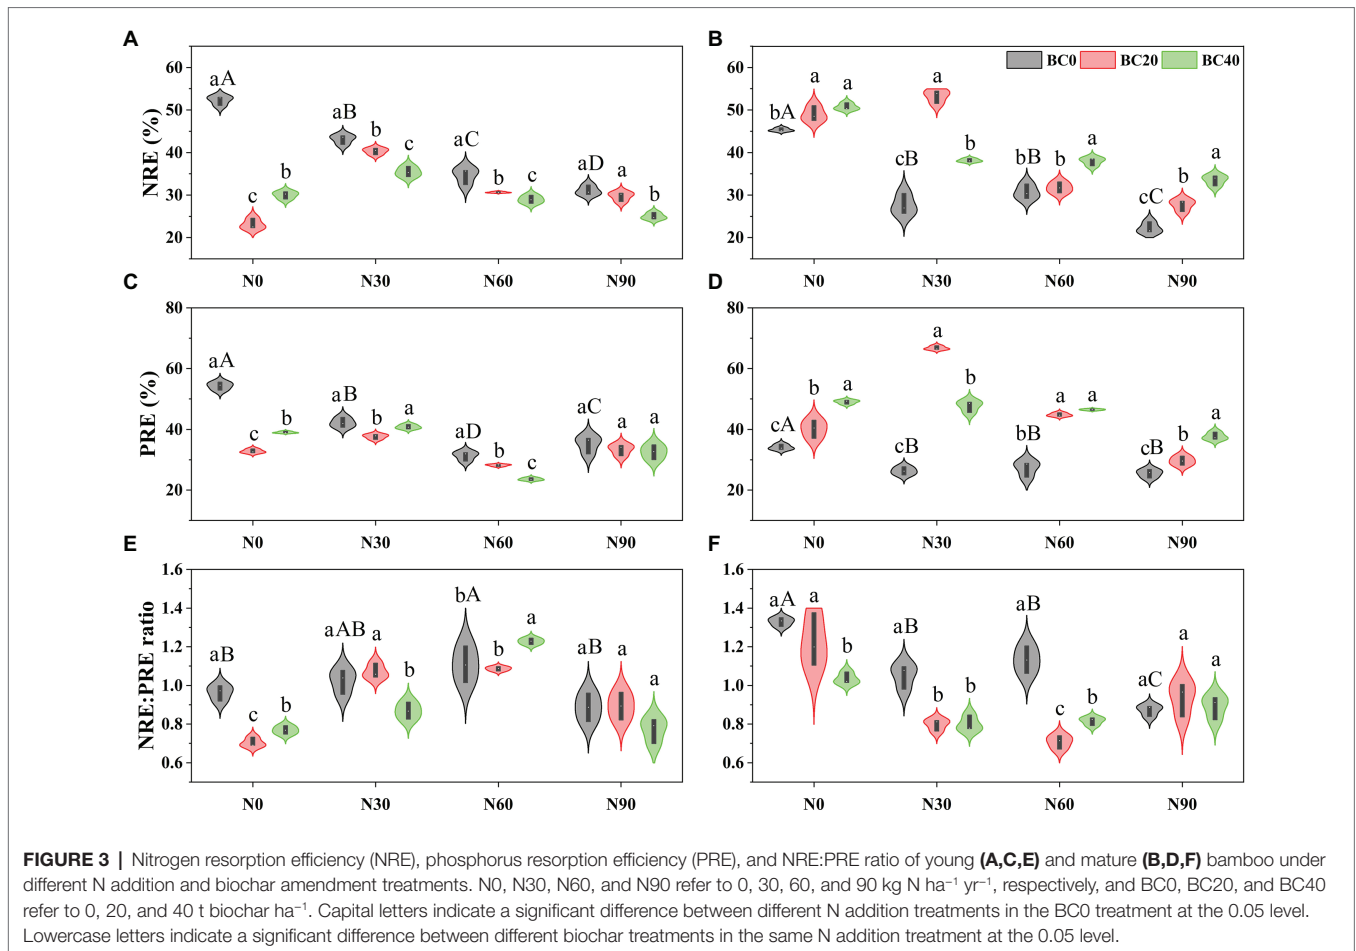 A
B
BC0 BC20 BC40
NRE (%)
60
50
40
30
20
aA
c
b
aB
b
c
aC
b
c
aD
a
b
N0 N30 N60 N90
60
50
40
30
20
bA
a
a
cB
a
b
bB
b
a
cC
b
a
N0 N30 N60 N90
C
D
PRE (%)
80
60
40
20
aA
c
b
aB
b
a
aD
b
c
aC
a
a
N0 N30 N60 N90
80
60
40
20
cA
b
a
cB
a
b
bB
a
a
cB
b
a
N0 N30 N60 N90
E
F
NRE:PRE ratio
1.6
1.4
1.2
1.0
0.8
0.6
aB
c
b
aAB
a
b
bA
b
a
aB
a
a
N0 N30 N60 N90
1.6
1.4
1.2
1.0
0.8
0.6
aA
a
b
aB
b
b
aB
c
b
aC
a
a
N0 N30 N60 N90
FIGURE 3 | Nitrogen resorption efficiency (NRE), phosphorus resorption efficiency (PRE), and NRE:PRE ratio of young (A,C,E) and mature (B,D,F) bamboo under
different N addition and biochar amendment treatments. N0, N30, N60, and N90 refer to 0, 30, 60, and 90 kg N ha⁻¹ yr⁻¹, respectively, and BC0, BC20, and BC40
refer to 0, 20, and 40 t biochar ha⁻¹. Capital letters indicate a significant difference between different N addition treatments in the BC0 treatment at the 0.05 level.
Lowercase letters indicate a significant difference between different biochar treatments in the same N addition treatment at the 0.05 level.